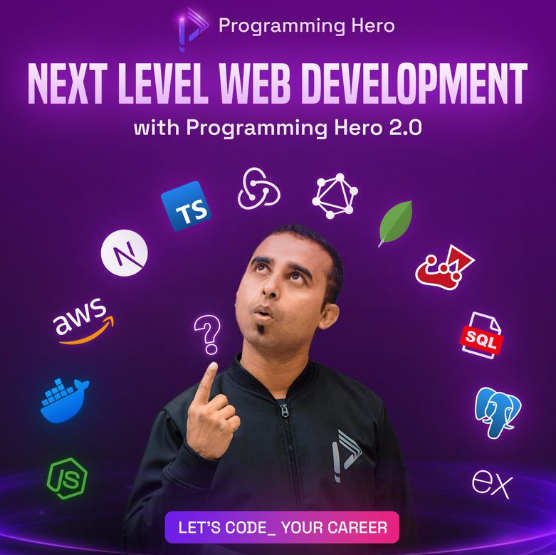 Programming Hero
NEXT LEVEL WEB DEVELOPMENT
with Programming Hero 2.0
TS
N
aws
?
SQL
JS
ex
LET'S CODE_ YOUR CAREER